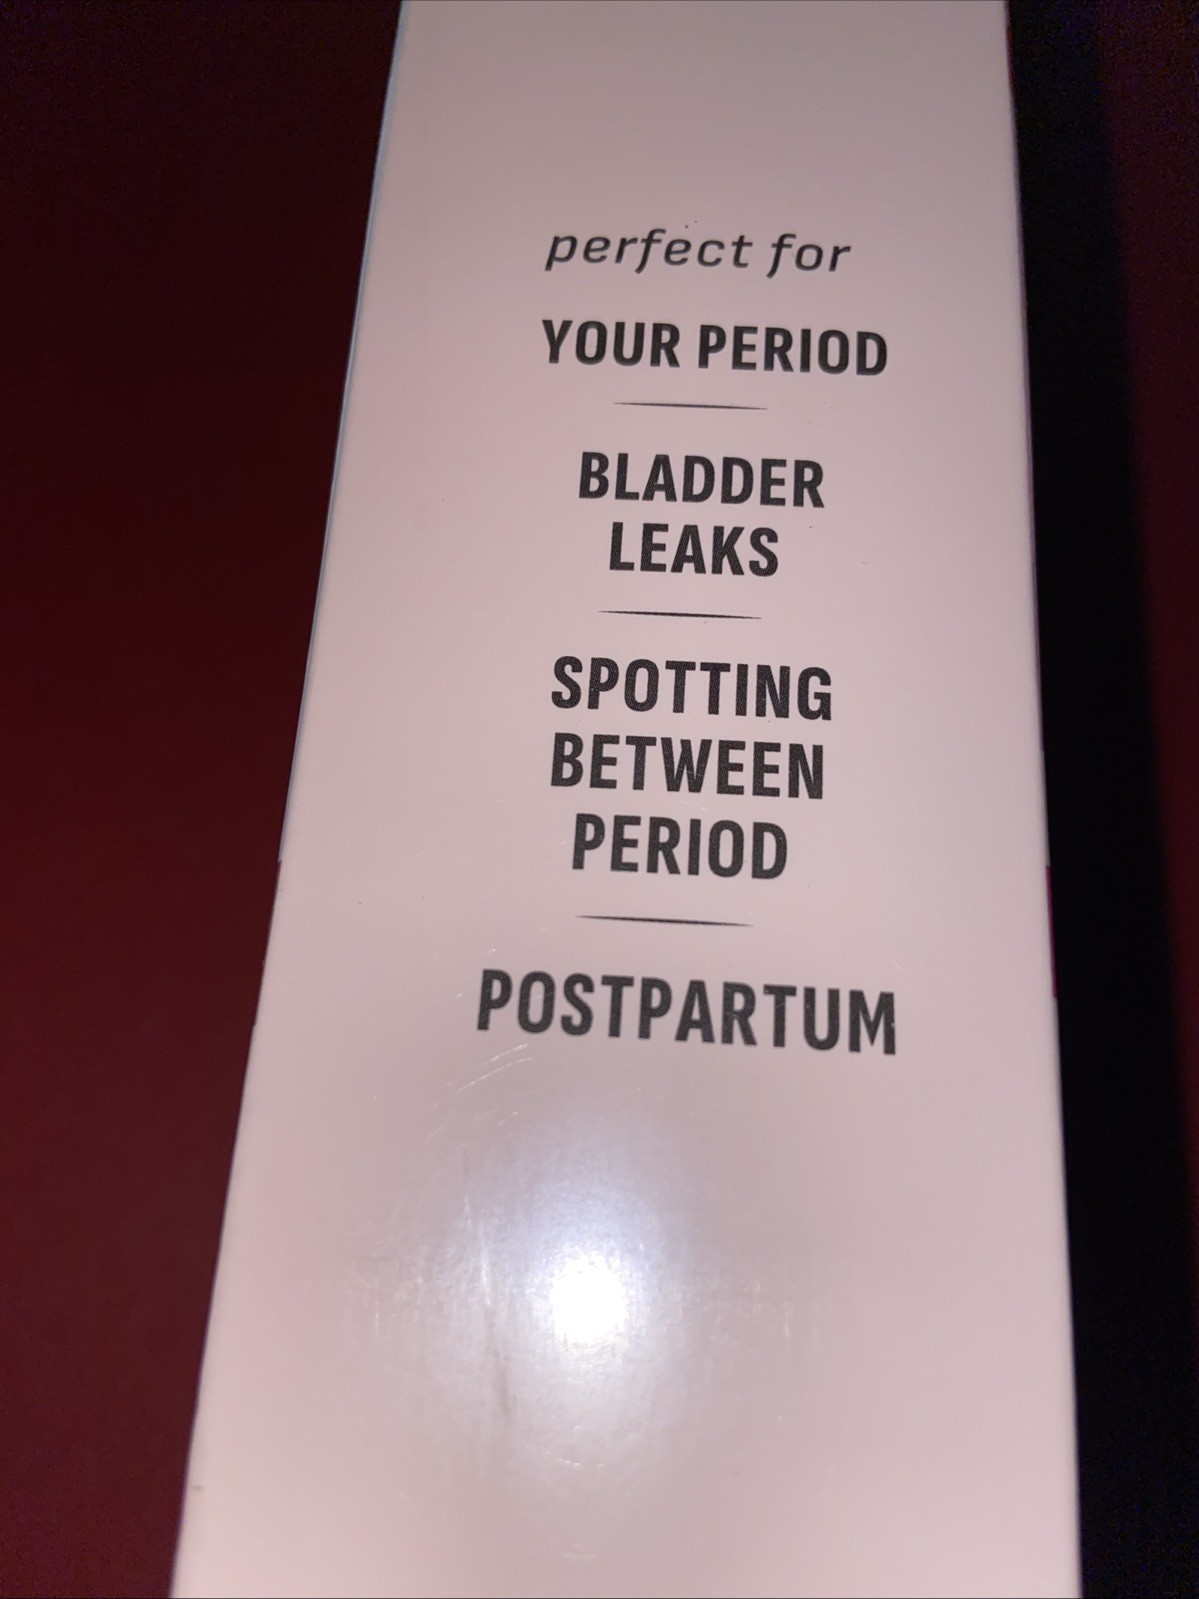 perfect for
YOUR PERIOD
BLADDER
LEAKS
SPOTTING
BETWEEN
PERIOD
POSTPARTUM